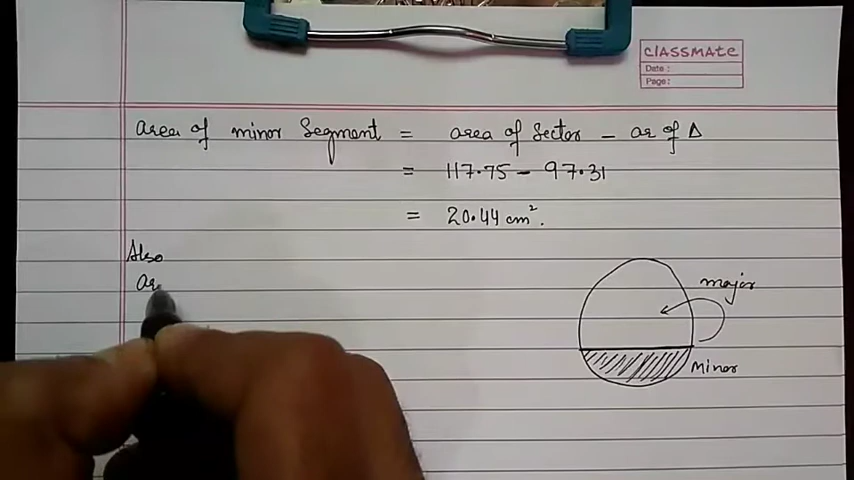 classmate
Date :
Page :
area of minor Segment = area of Sector - ar of Δ
= 117.75 - 97.31
= 20.44 cm².
Also
ar
major
Minor